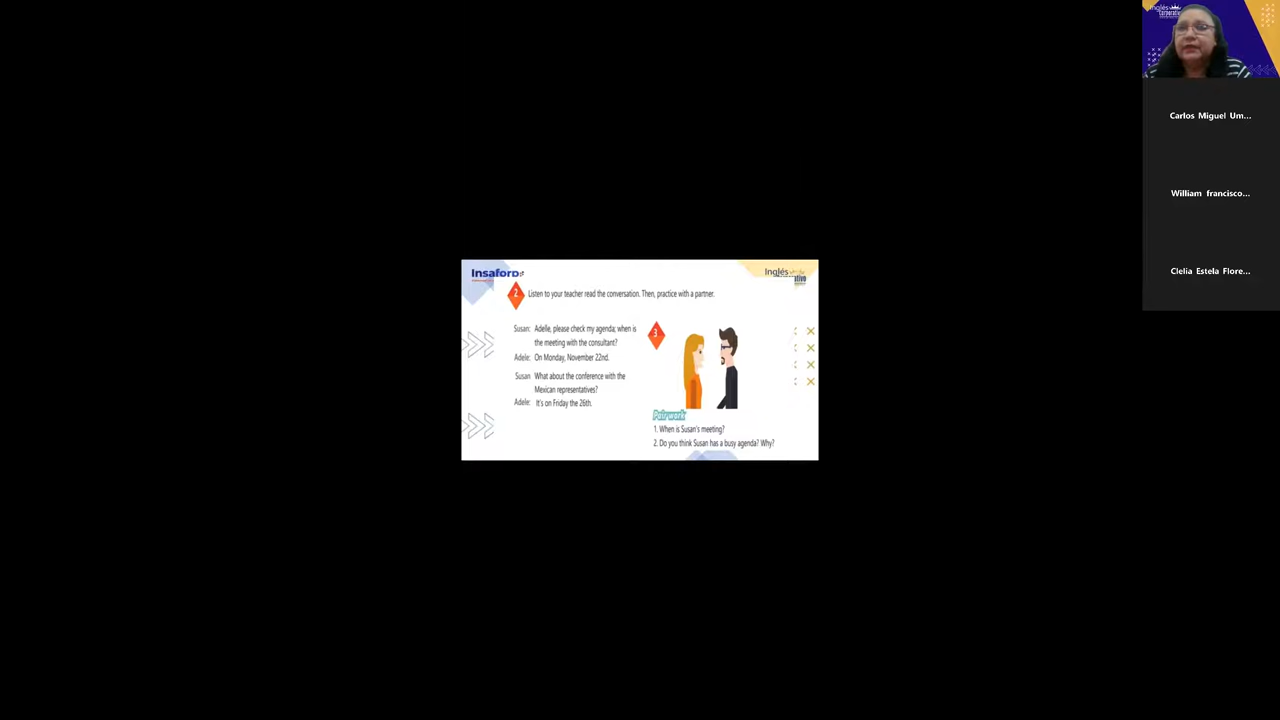 Insaforp
Inglés
2
Listen to your teacher read the conversation. Then, practice with a partner.
Susan: Adelle, please check my agenda; when is
the meeting with the consultant?
Adele: On Monday, November 22nd.
Susan What about the conference with the
Mexican representatives?
Adele: It's on Friday the 26th.
3
Pair work
1. When is Susan's meeting?
2. Do you think Susan has a busy agenda? Why?
Inglés
Carlos Miguel Um...
William francisco...
Clelia Estela Flore...